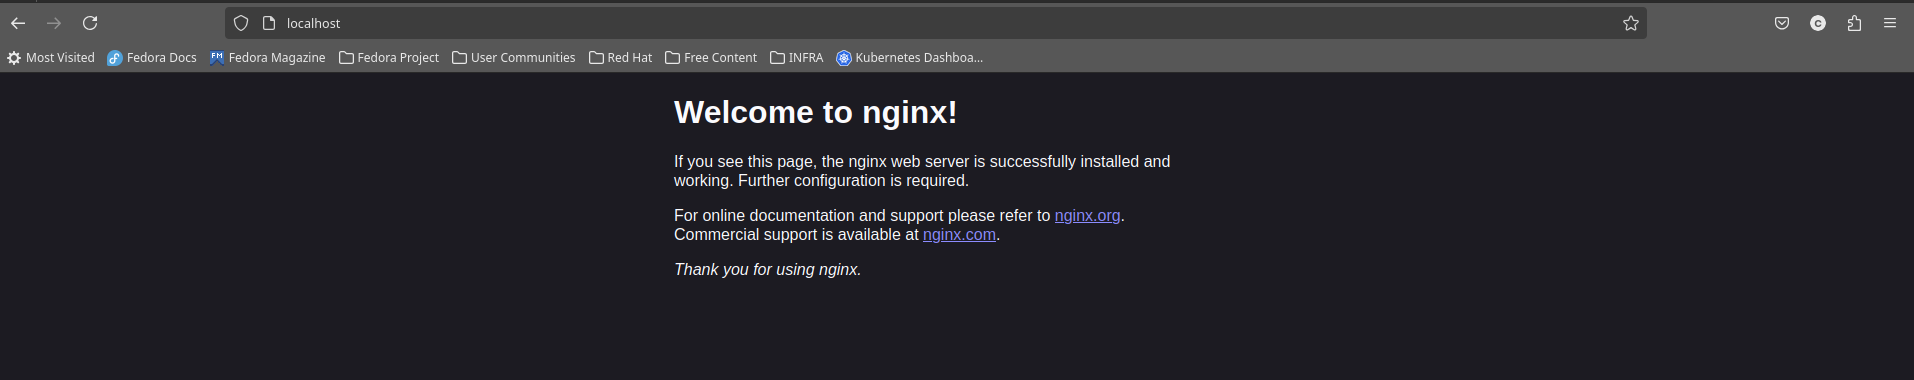 localhost
Most Visited Fedora Docs Fedora Magazine Fedora Project User Communities Red Hat Free Content INFRA Kubernetes Dashboa...
Welcome to nginx!
If you see this page, the nginx web server is successfully installed and
working. Further configuration is required.
For online documentation and support please refer to nginx.org.
Commercial support is available at nginx.com.
Thank you for using nginx.